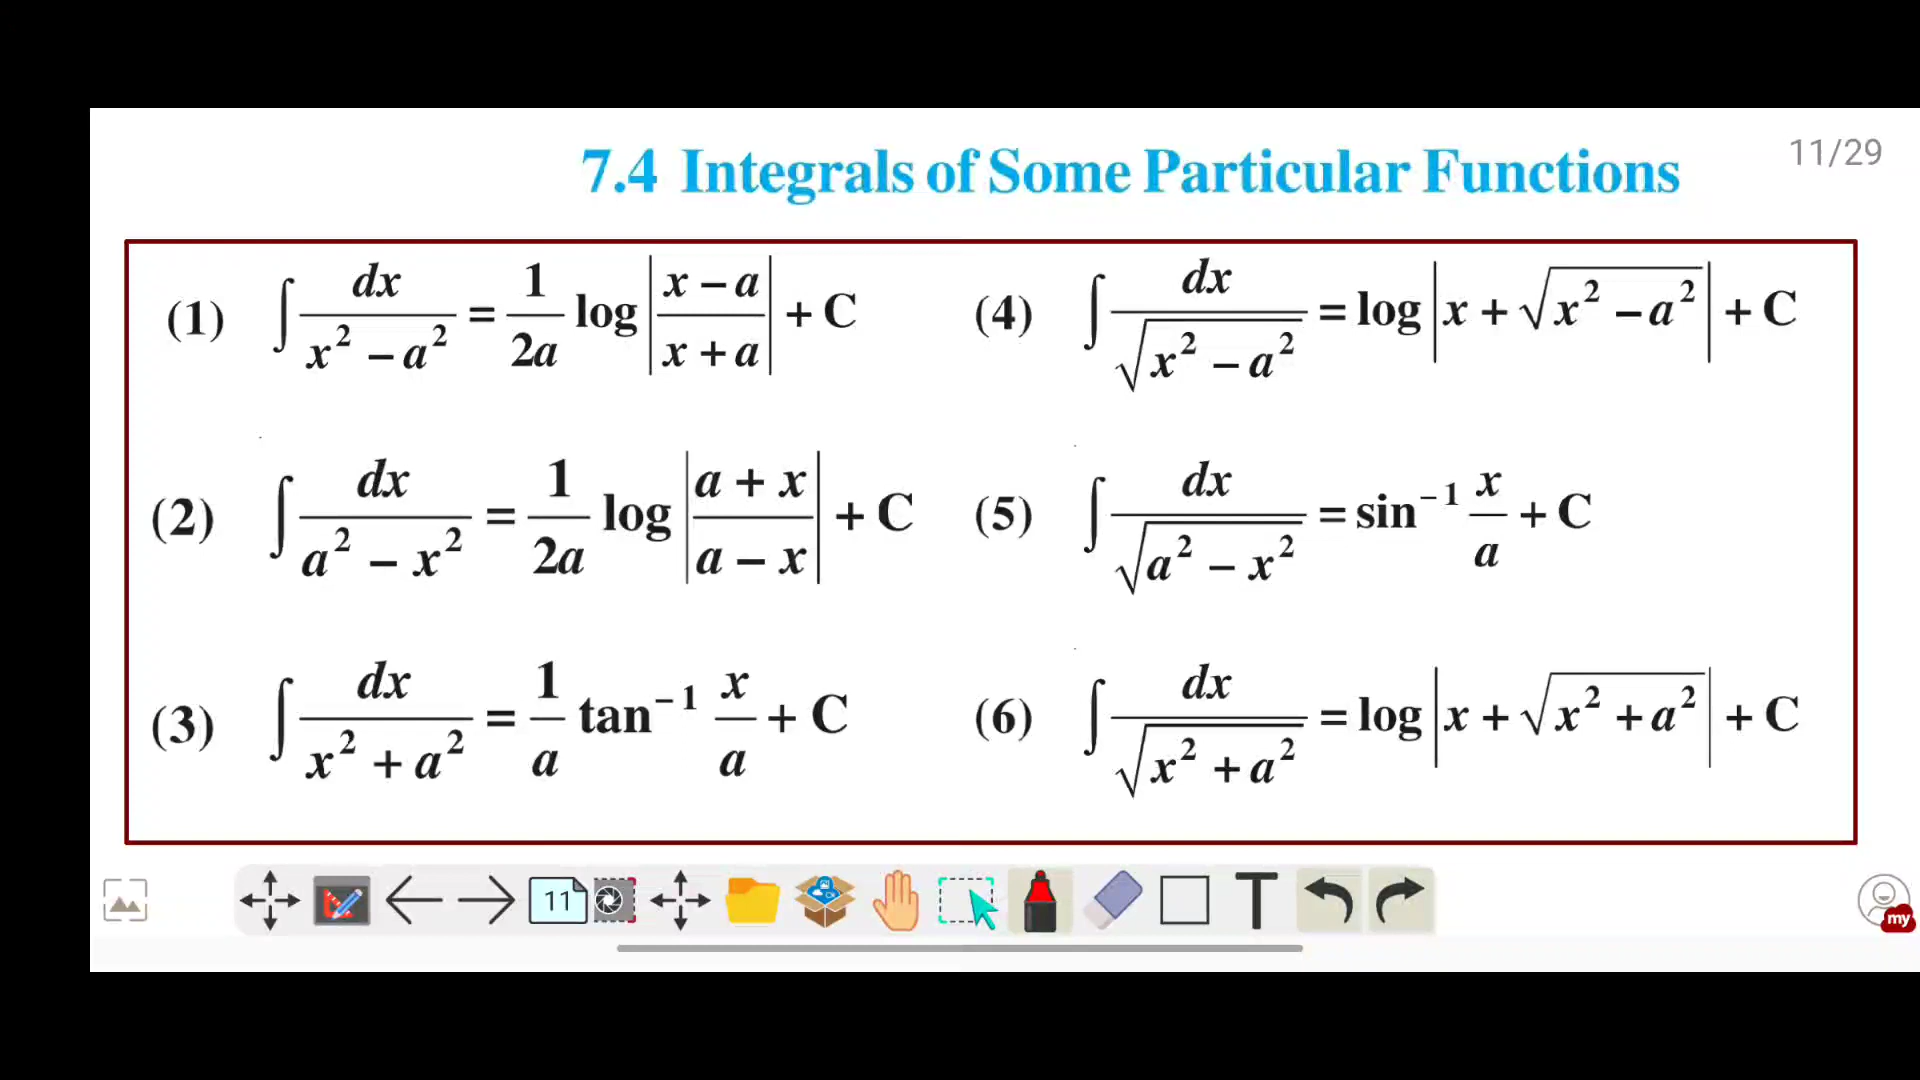 7.4 Integrals of Some Particular Functions
11/29
(1) ∫ dx/(x² − a²) = 1/2a log |(x − a)/(x + a)| + C
(4) ∫ dx/√(x² − a²) = log |x + √(x² − a²)| + C
(2) ∫ dx/(a² − x²) = 1/2a log |(a + x)/(a − x)| + C
(5) ∫ dx/√(a² − x²) = sin⁻¹ x/a + C
(3) ∫ dx/(x² + a²) = 1/a tan⁻¹ x/a + C
(6) ∫ dx/√(x² + a²) = log |x + √(x² + a²)| + C
11
T
my